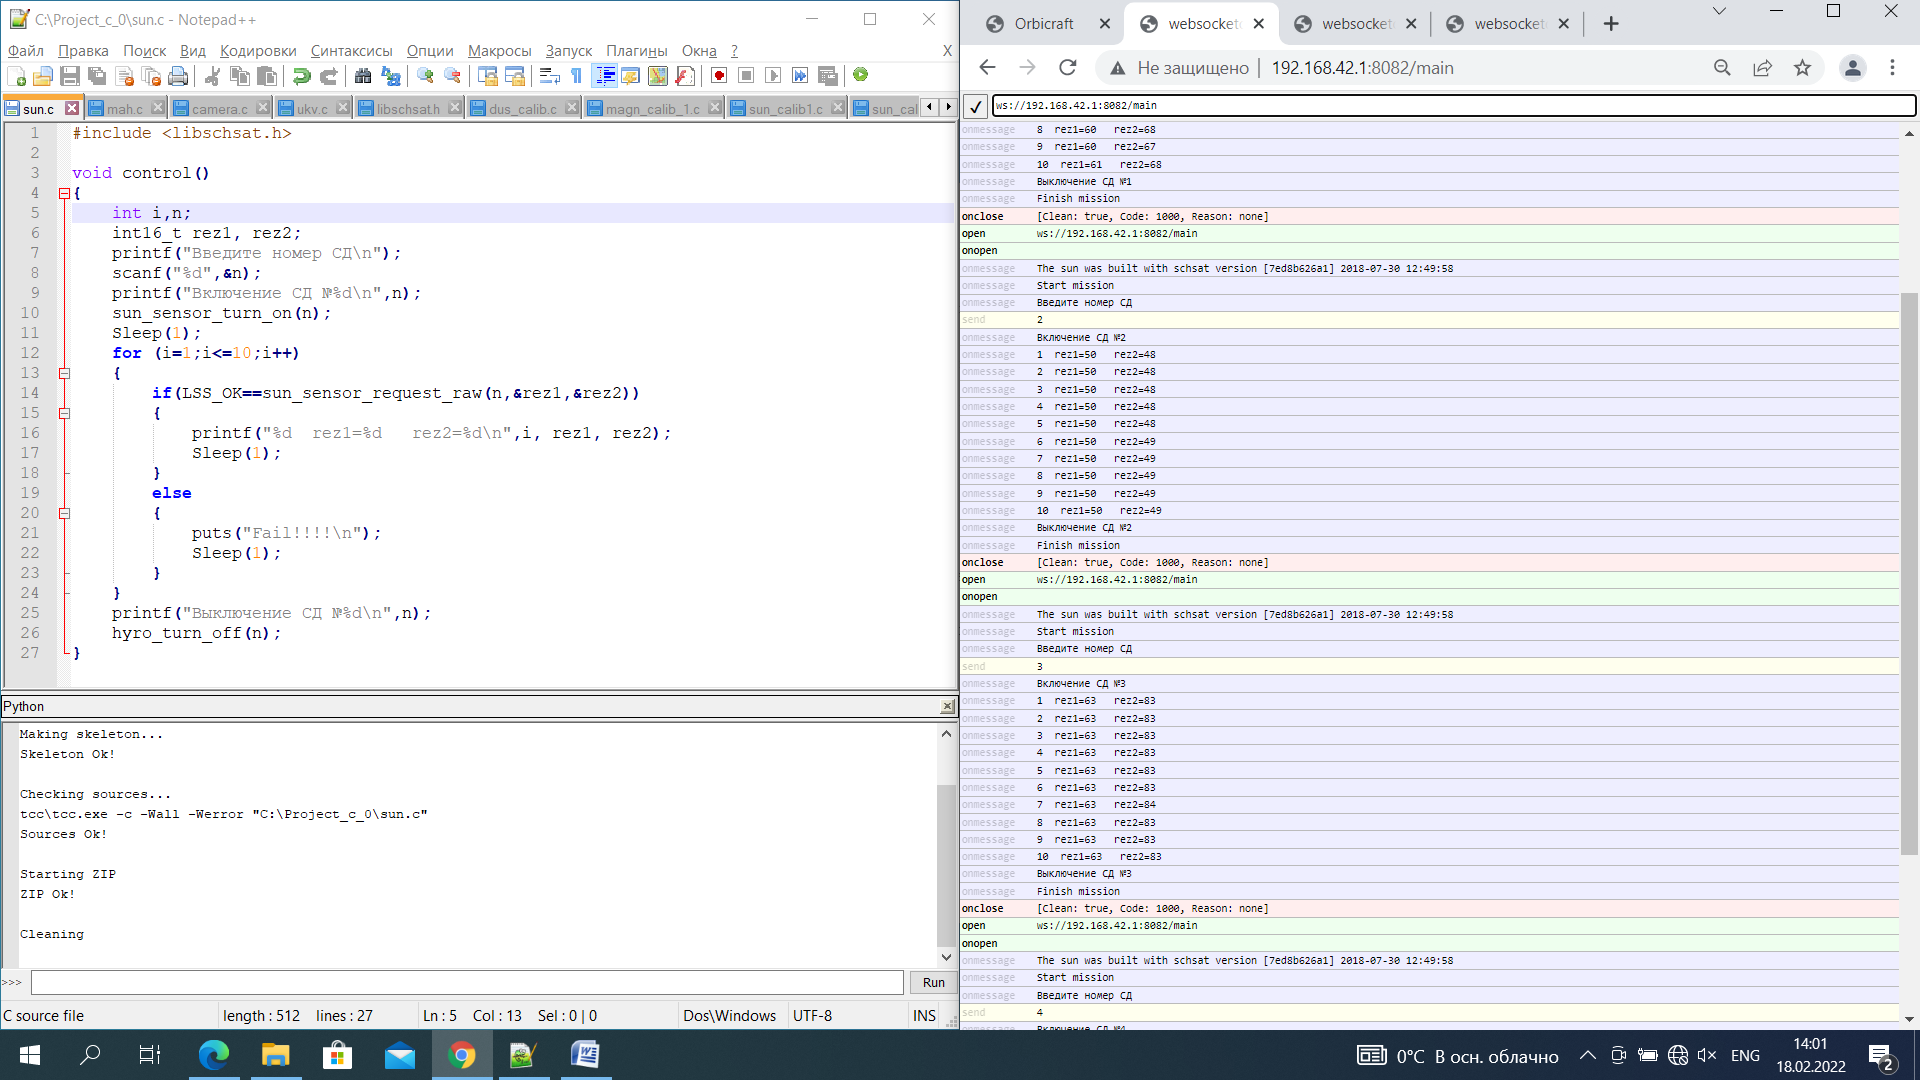 C:\Project_c_0\sun.c - Notepad++
Файл Правка Поиск Вид Кодировки Синтаксисы Опции Макросы Запуск Плагины Окна ? X
sun.c mah.c camera.c ukv.c libschsat.h dus_calib.c magn_calib_1.c sun_calib1.c sun_cal
1 #include <libschsat.h>
2
3 void control()
4 {
5 int i,n;
6 int16_t rez1, rez2;
7 printf("Введите номер СД\n");
8 scanf("%d",&n);
9 printf("Включение СД №%d\n",n);
10 sun_sensor_turn_on(n);
11 Sleep(1);
12 for (i=1;i<=10;i++)
13 {
14 if(LSS_OK==sun_sensor_request_raw(n,&rez1,&rez2))
15 {
16 printf("%d  rez1=%d   rez2=%d\n",i, rez1, rez2);
17 Sleep(1);
18 }
19 else
20 {
21 puts("Fail!!!!\n");
22 Sleep(1);
23 }
24 }
25 printf("Выключение СД №%d\n",n);
26 hyro_turn_off(n);
27 }
Python
Making skeleton...
Skeleton Ok!
Checking sources...
tcc\tcc.exe -c -Wall -Werror "C:\Project_c_0\sun.c"
Sources Ok!
Starting ZIP
ZIP Ok!
Cleaning
>>> Run
C source file length : 512 lines : 27 Ln : 5 Col : 13 Sel : 0 | 0 Dos\Windows UTF-8 INS
Orbicraft websocket websocket websocket
Не защищено 192.168.42.1:8082/main
ws://192.168.42.1:8082/main
onmessage 8 rez1=60 rez2=68
onmessage 9 rez1=60 rez2=67
onmessage 10 rez1=61 rez2=68
onmessage Выключение СД №1
onmessage Finish mission
onclose [Clean: true, Code: 1000, Reason: none]
open ws://192.168.42.1:8082/main
onopen
onmessage The sun was built with schsat version [7ed8b626a1] 2018-07-30 12:49:58
onmessage Start mission
onmessage Введите номер СД
send 2
onmessage Включение СД №2
onmessage 1 rez1=50 rez2=48
onmessage 2 rez1=50 rez2=48
onmessage 3 rez1=50 rez2=48
onmessage 4 rez1=50 rez2=48
onmessage 5 rez1=50 rez2=48
onmessage 6 rez1=50 rez2=49
onmessage 7 rez1=50 rez2=49
onmessage 8 rez1=50 rez2=49
onmessage 9 rez1=50 rez2=49
onmessage 10 rez1=50 rez2=49
onmessage Выключение СД №2
onmessage Finish mission
onclose [Clean: true, Code: 1000, Reason: none]
open ws://192.168.42.1:8082/main
onopen
onmessage The sun was built with schsat version [7ed8b626a1] 2018-07-30 12:49:58
onmessage Start mission
onmessage Введите номер СД
send 3
onmessage Включение СД №3
onmessage 1 rez1=63 rez2=83
onmessage 2 rez1=63 rez2=83
onmessage 3 rez1=63 rez2=83
onmessage 4 rez1=63 rez2=83
onmessage 5 rez1=63 rez2=83
onmessage 6 rez1=63 rez2=83
onmessage 7 rez1=63 rez2=84
onmessage 8 rez1=63 rez2=83
onmessage 9 rez1=63 rez2=83
onmessage 10 rez1=63 rez2=83
onmessage Выключение СД №3
onmessage Finish mission
onclose [Clean: true, Code: 1000, Reason: none]
open ws://192.168.42.1:8082/main
onopen
onmessage The sun was built with schsat version [7ed8b626a1] 2018-07-30 12:49:58
onmessage Start mission
onmessage Введите номер СД
send 4
onmessage Включение СД №4
0°C В осн. облачно ENG 14:01
18.02.2022 2